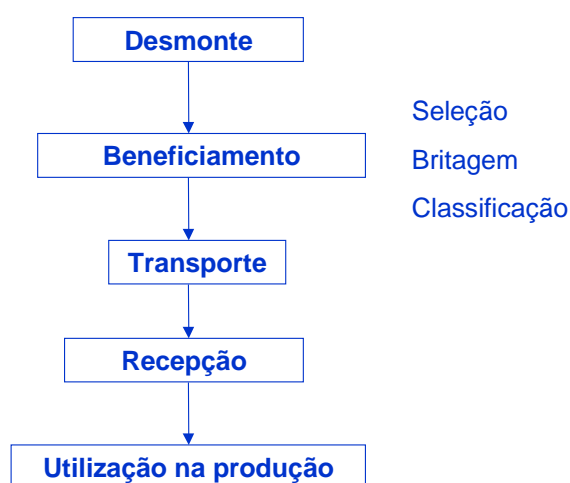 Desmonte
Beneficiamento
Seleção
Britagem
Classificação
Transporte
Recepção
Utilização na produção